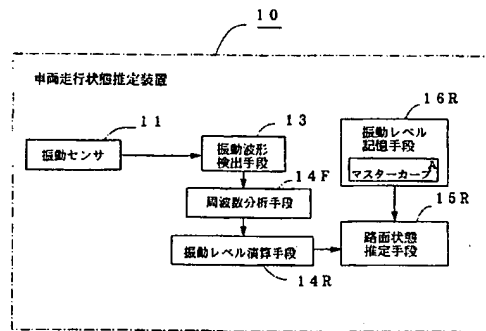 10
車両走行状態推定装置
11
振動センサ
13
振動波形
検出手段
14F
周波数分析手段
振動レベル演算手段
14R
16R
振動レベル
記憶手段
マスターカーブ
15R
路面状態
推定手段